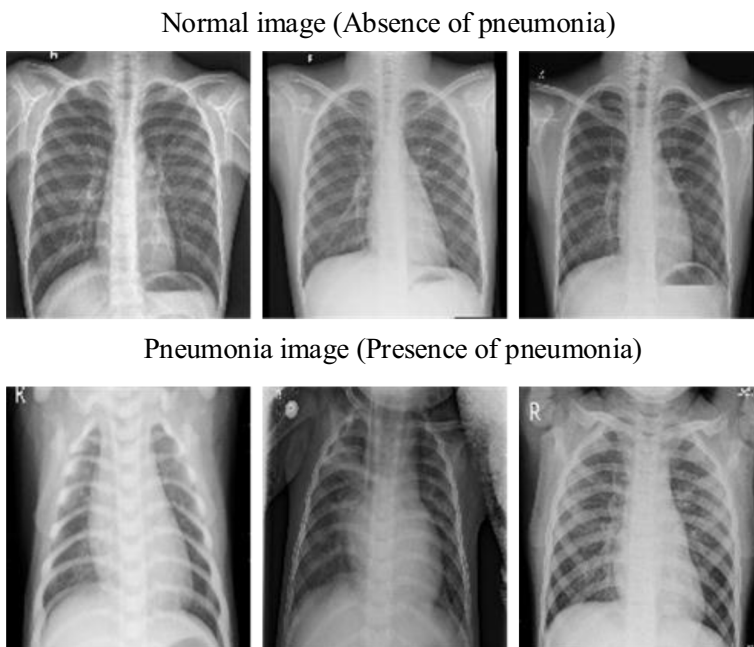 Normal image (Absence of pneumonia)
Pneumonia image (Presence of pneumonia)
R
R